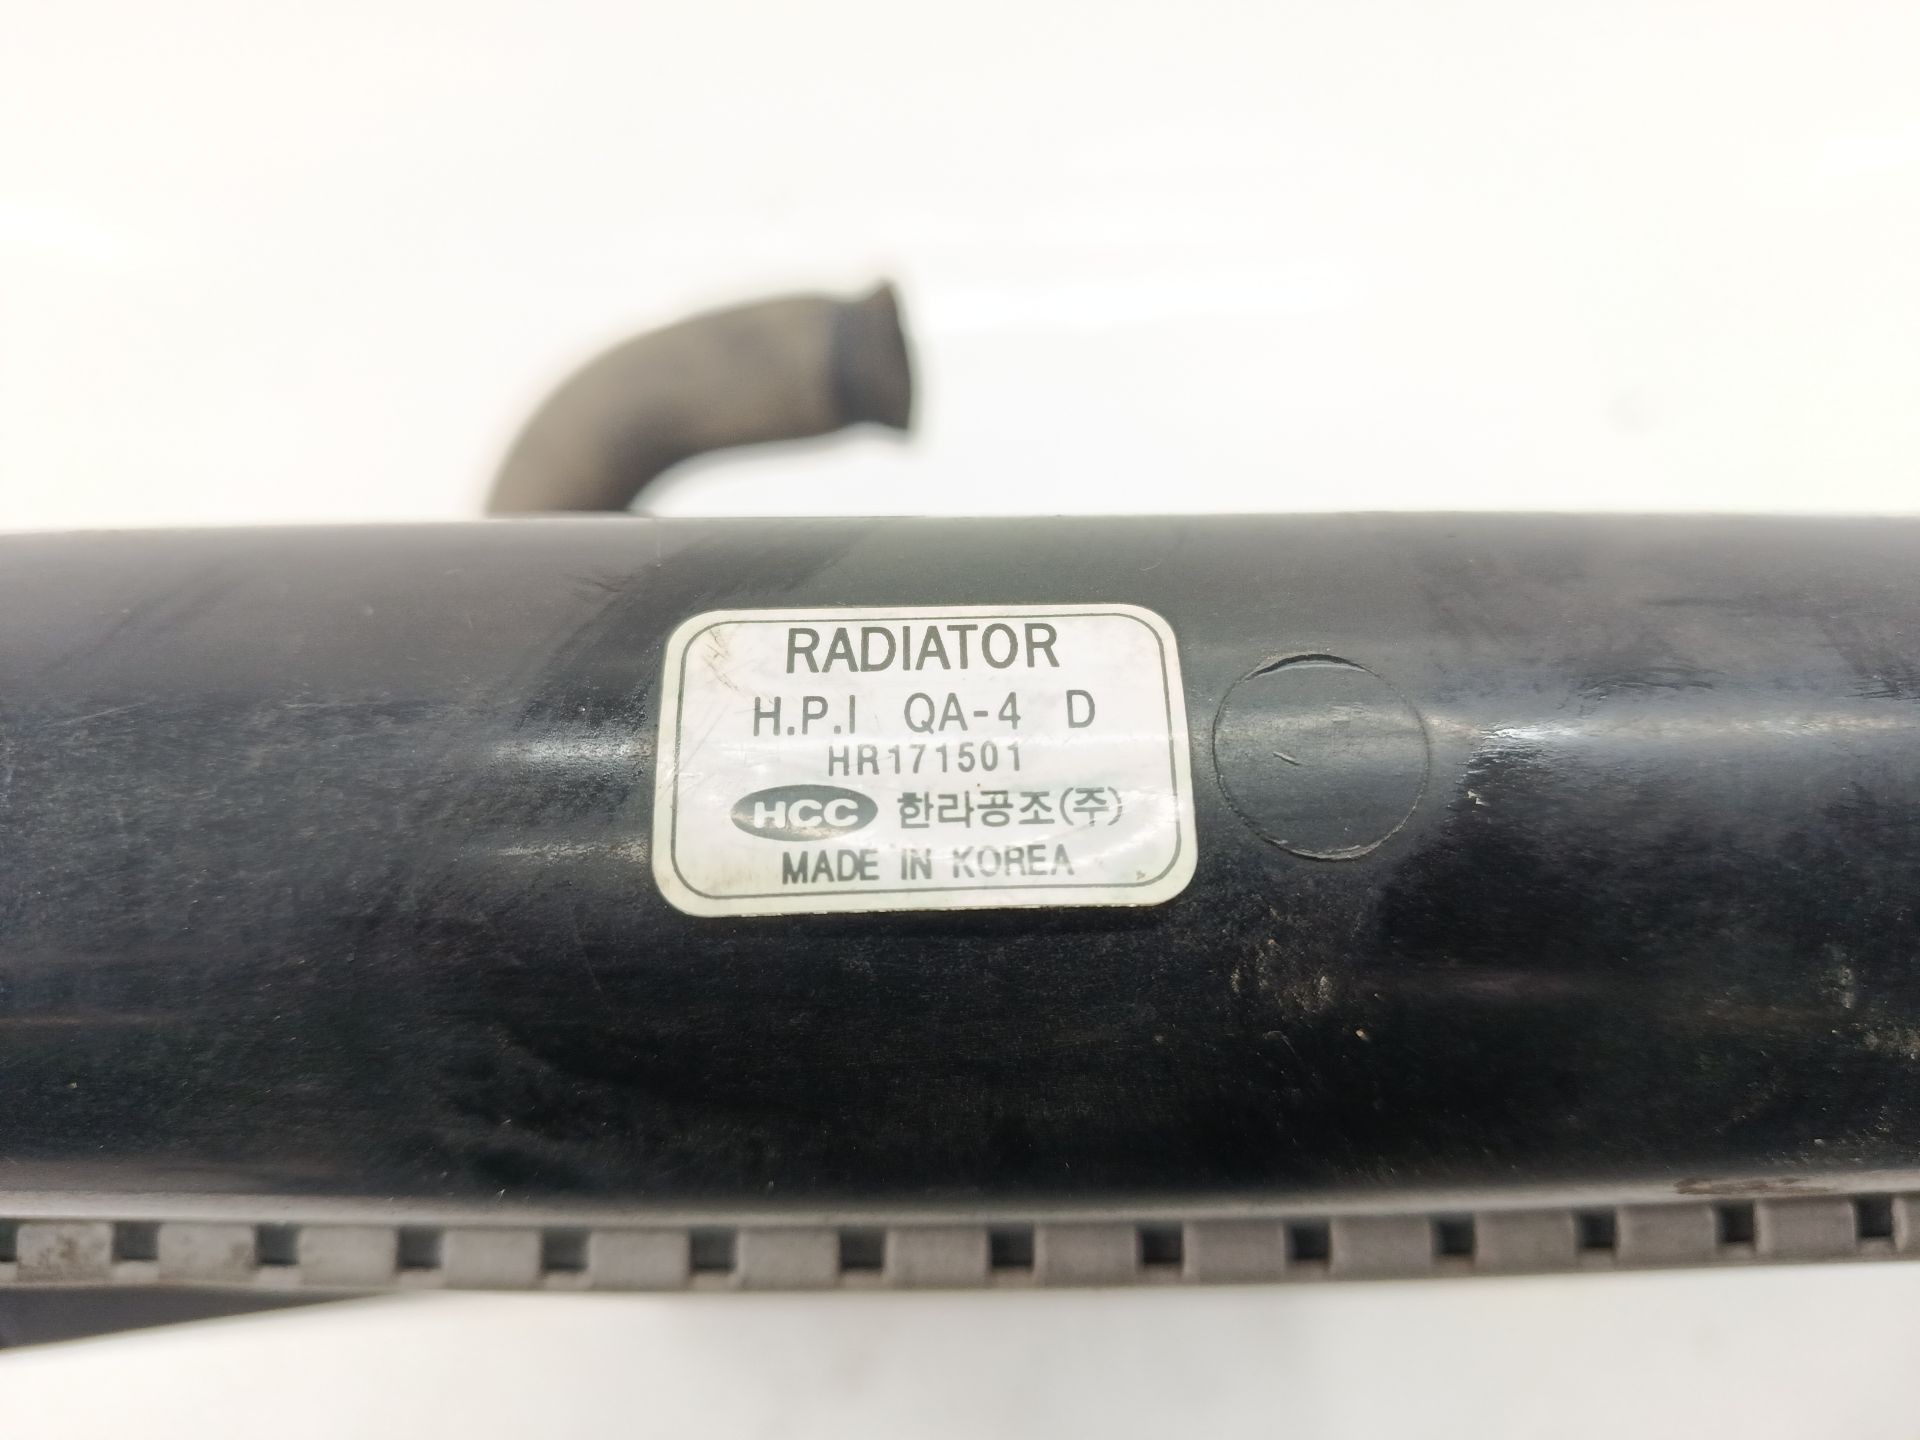 RADIATOR
H.P.I QA-4 D
HR171501
HCC 한라공조(주)
MADE IN KOREA